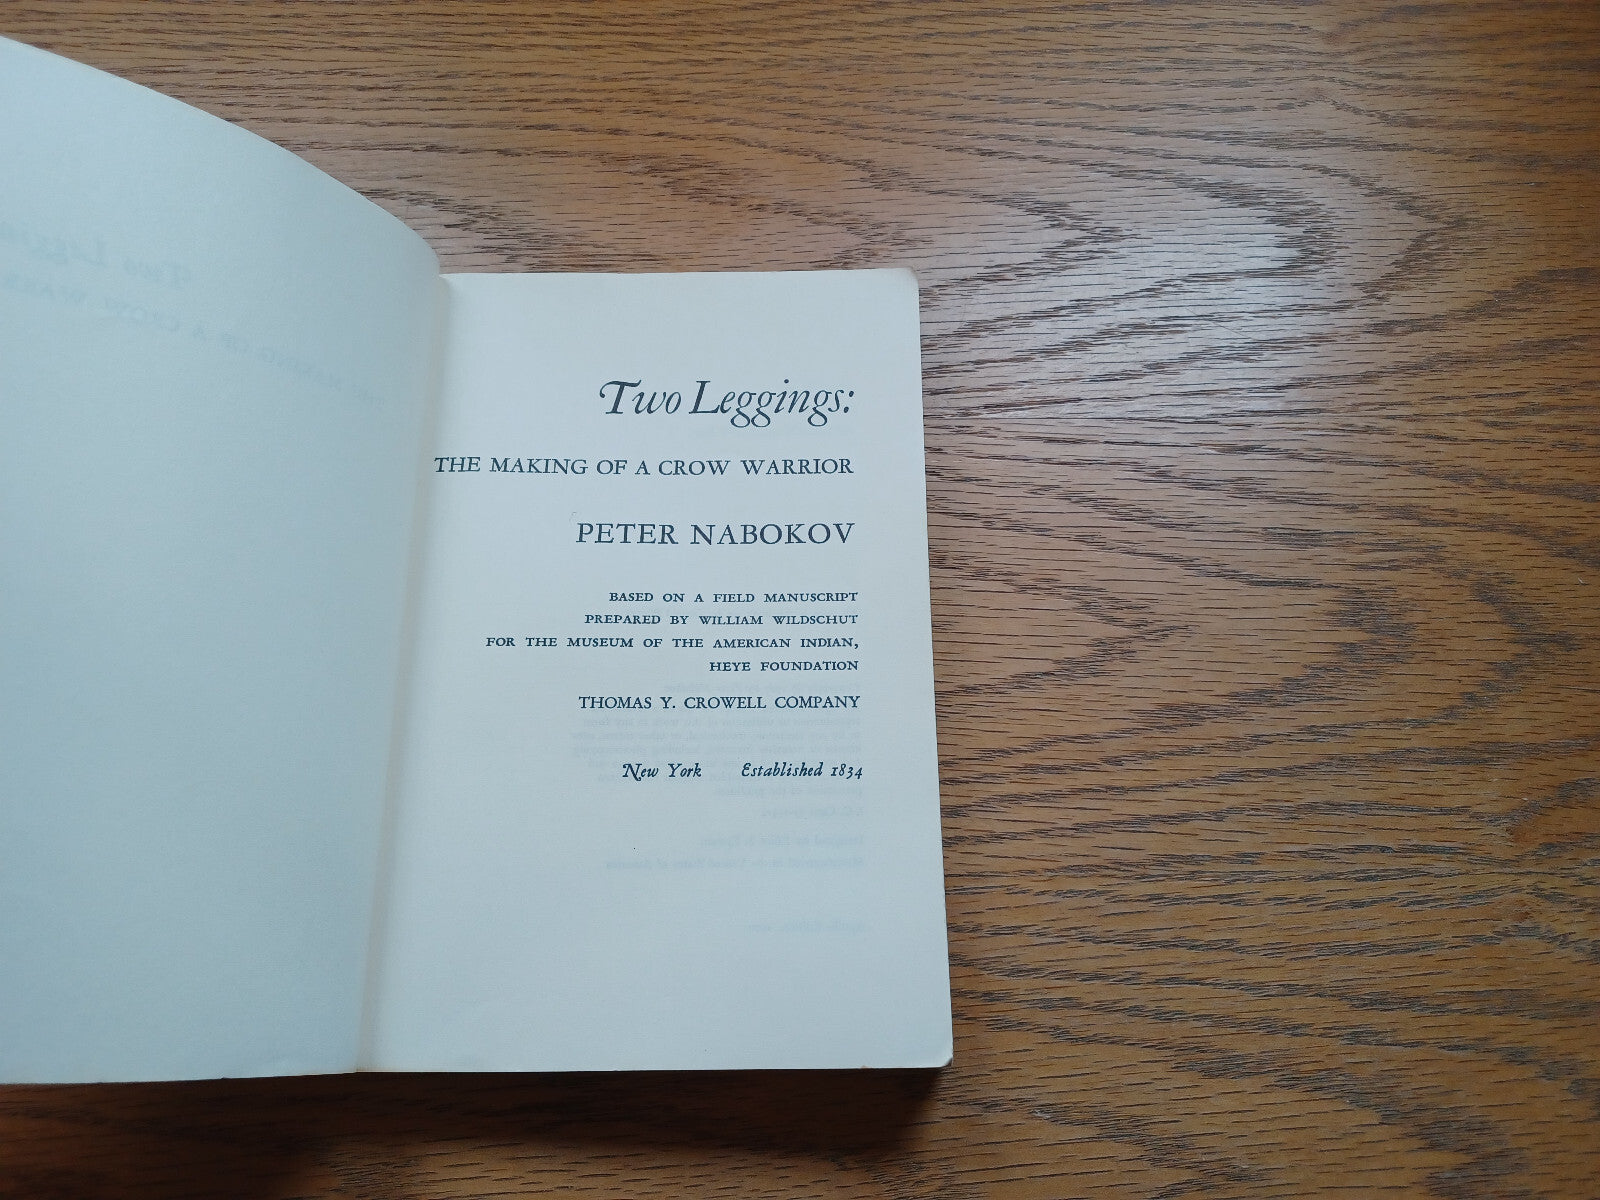 Two Leggings:
THE MAKING OF A CROW WARRIOR
PETER NABOKOV
BASED ON A FIELD MANUSCRIPT
PREPARED BY WILLIAM WILDSCHUT
FOR THE MUSEUM OF THE AMERICAN INDIAN,
HEYE FOUNDATION
THOMAS Y. CROWELL COMPANY
New York Established 1834